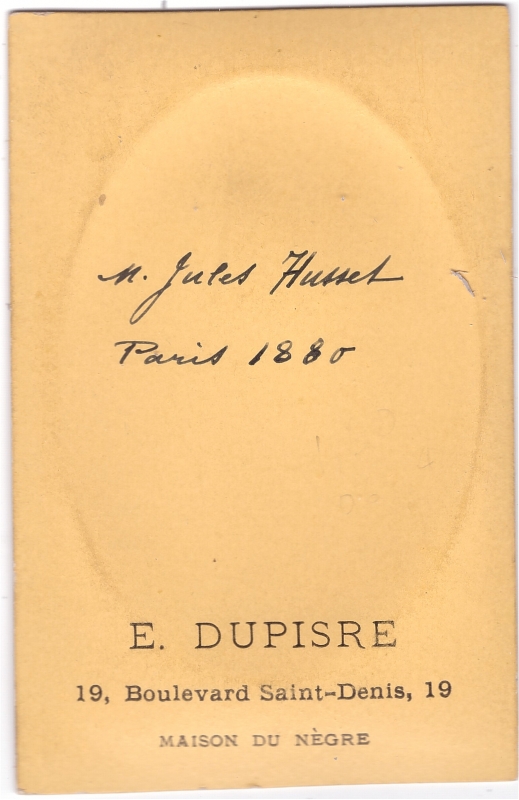 M. Jules Husset
Paris 1880
E. DUPISRE
19, Boulevard Saint-Denis, 19
MAISON DU NÈGRE